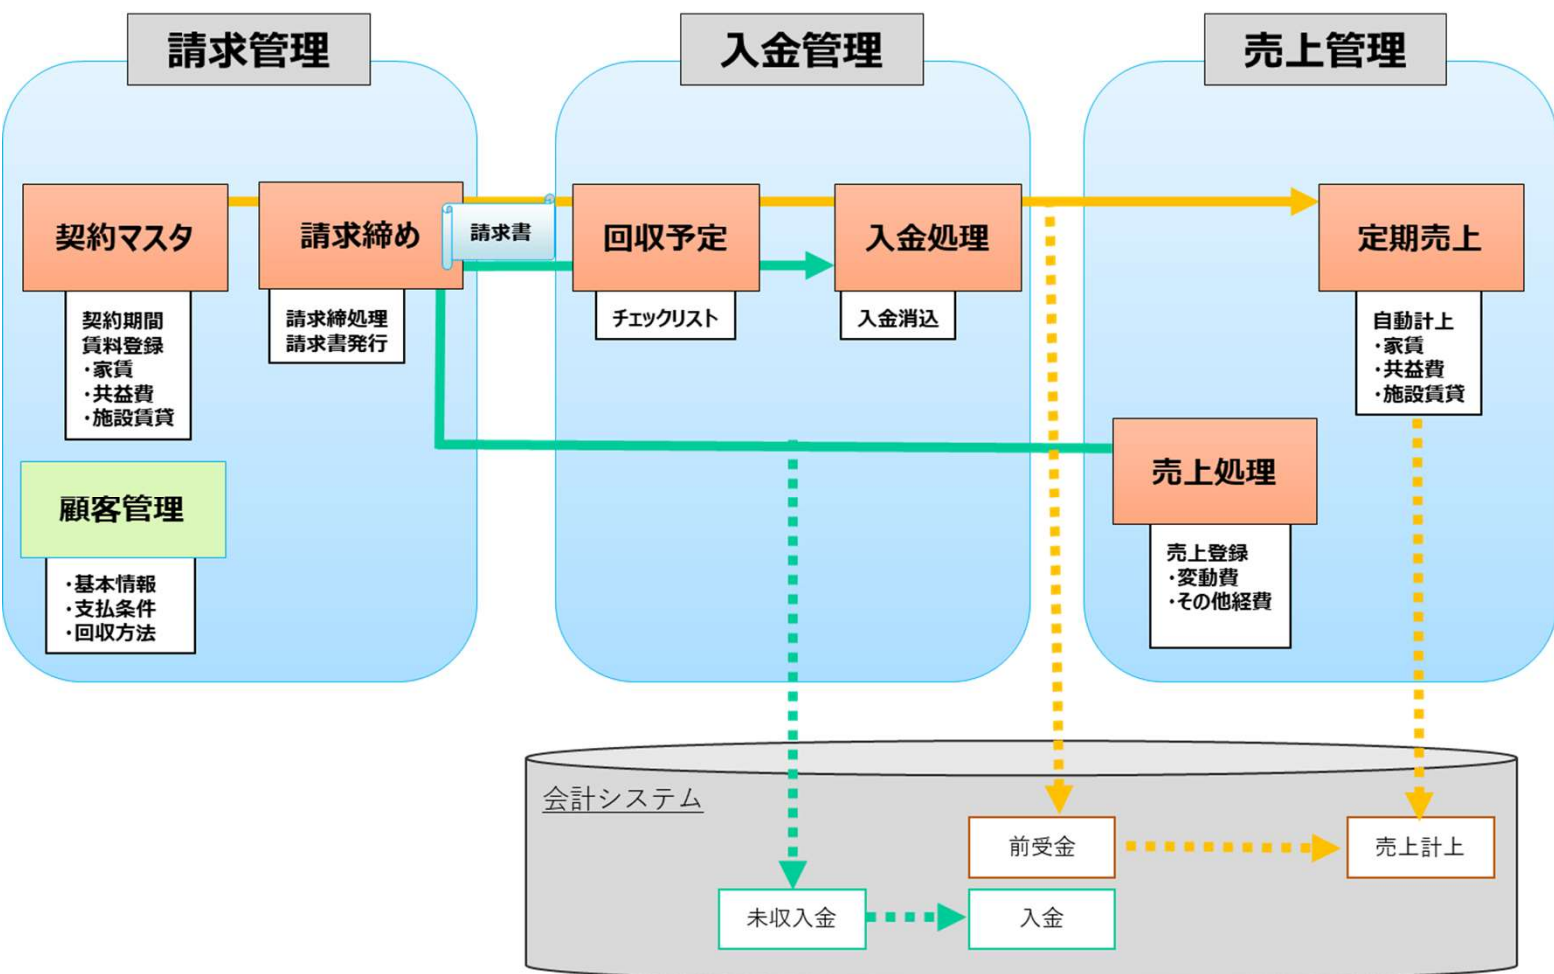 請求管理
入金管理
売上管理
契約マスタ
請求締め
請求書
回収予定
入金処理
定期売上
契約期間
賃料登録
・家賃
・共益費
・施設賃貸
請求締処理
請求書発行
チェックリスト
入金消込
自動計上
・家賃
・共益費
・施設賃貸
顧客管理
・基本情報
・支払条件
・回収方法
売上処理
売上登録
・変動費
・その他経費
会計システム
前受金
売上計上
未収入金
入金